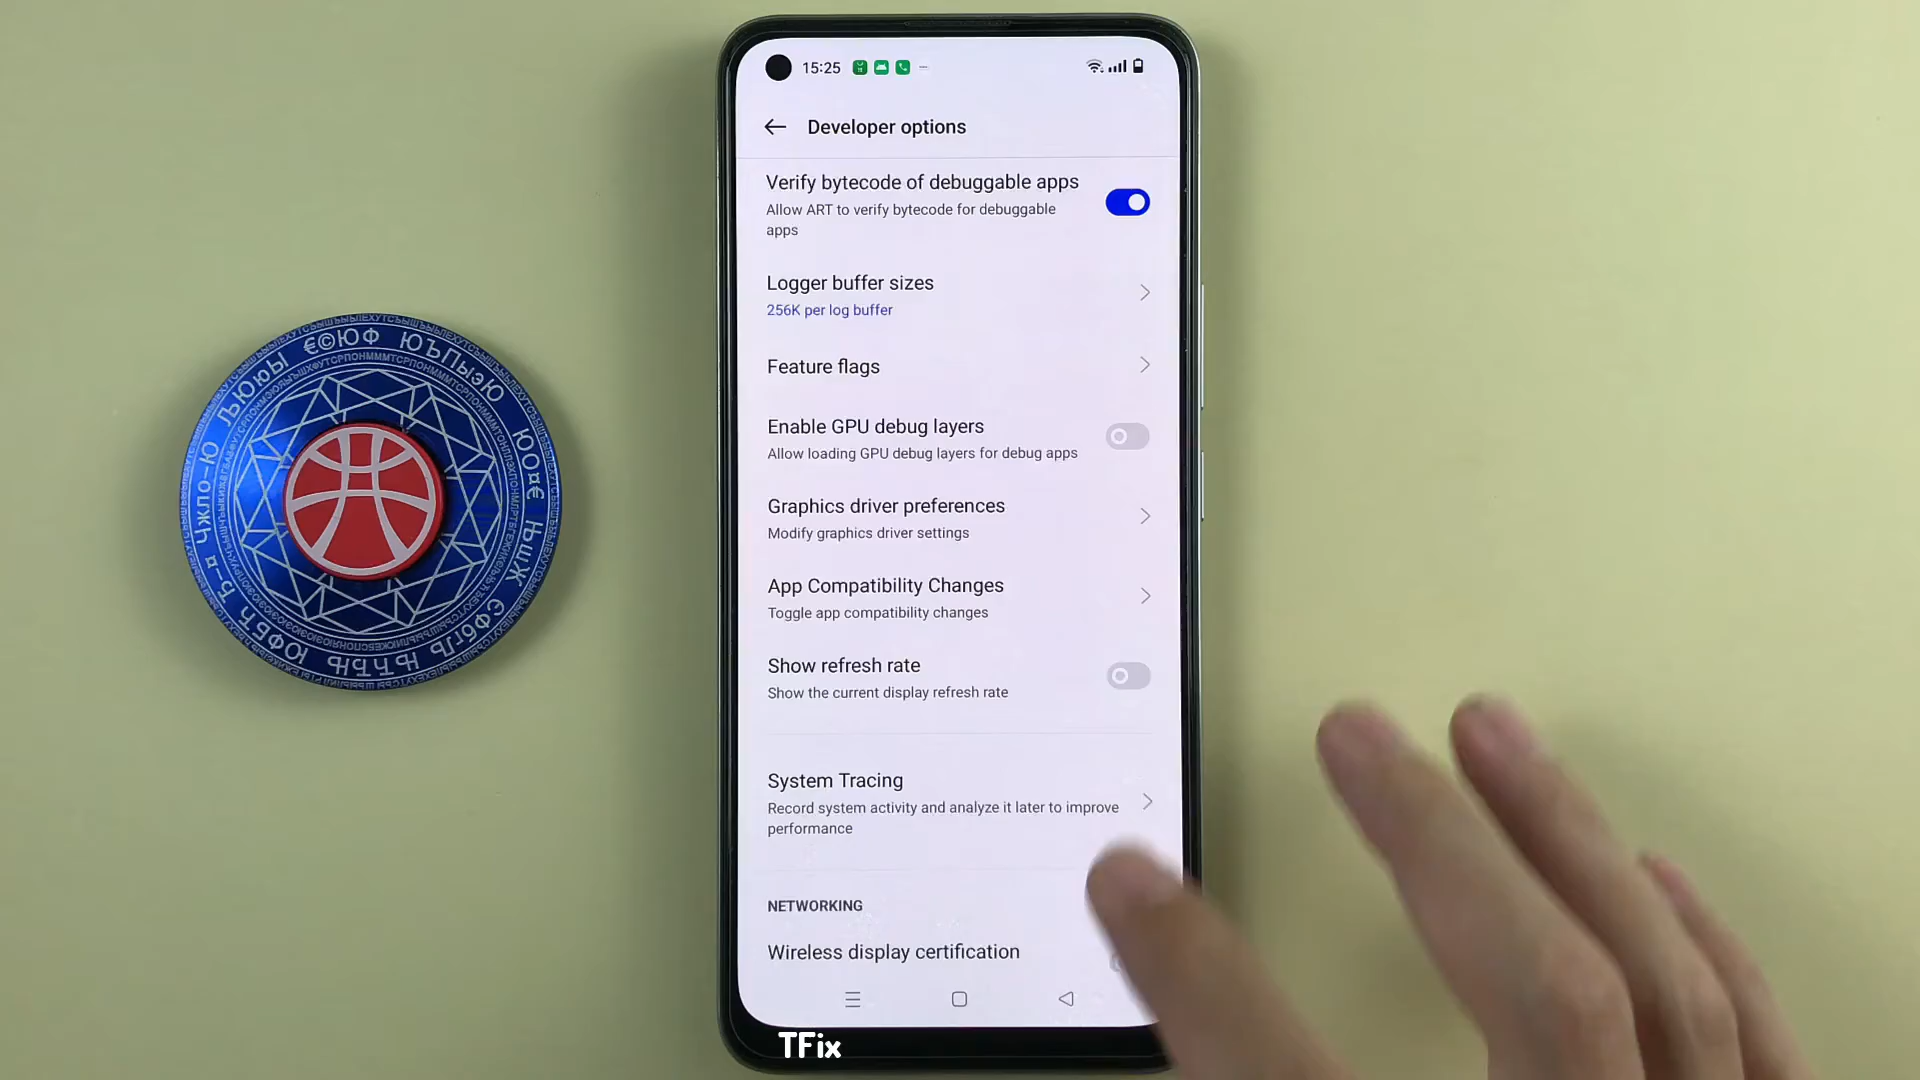 15:25
Developer options
Verify bytecode of debuggable apps
Allow ART to verify bytecode for debuggable
apps
Logger buffer sizes
256K per log buffer
Feature flags
Enable GPU debug layers
Allow loading GPU debug layers for debug apps
Graphics driver preferences
Modify graphics driver settings
App Compatibility Changes
Toggle app compatibility changes
Show refresh rate
Show the current display refresh rate
System Tracing
Record system activity and analyze it later to improve
performance
NETWORKING
Wireless display certification
TFix